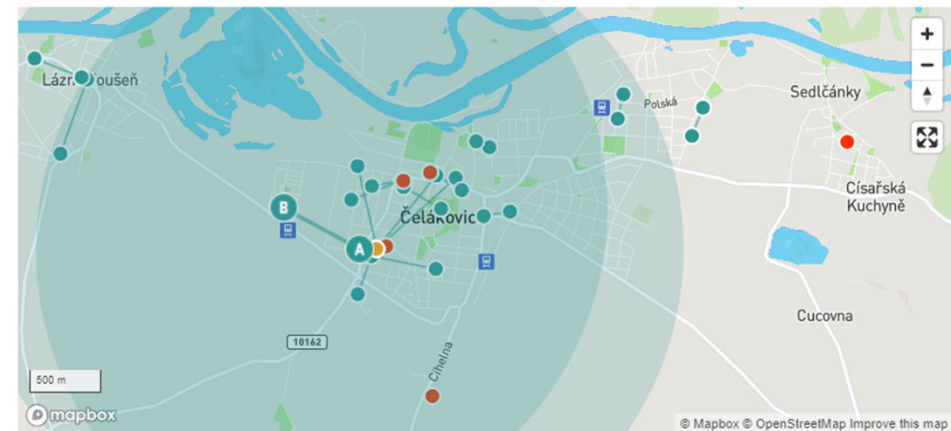 Polská
Sedlčánky
Císařská
Kuchyně
B
Čelákovic
A
Cucovna
10162
Cihelna
500 m
mapbox
© Mapbox © OpenStreetMap Improve this map